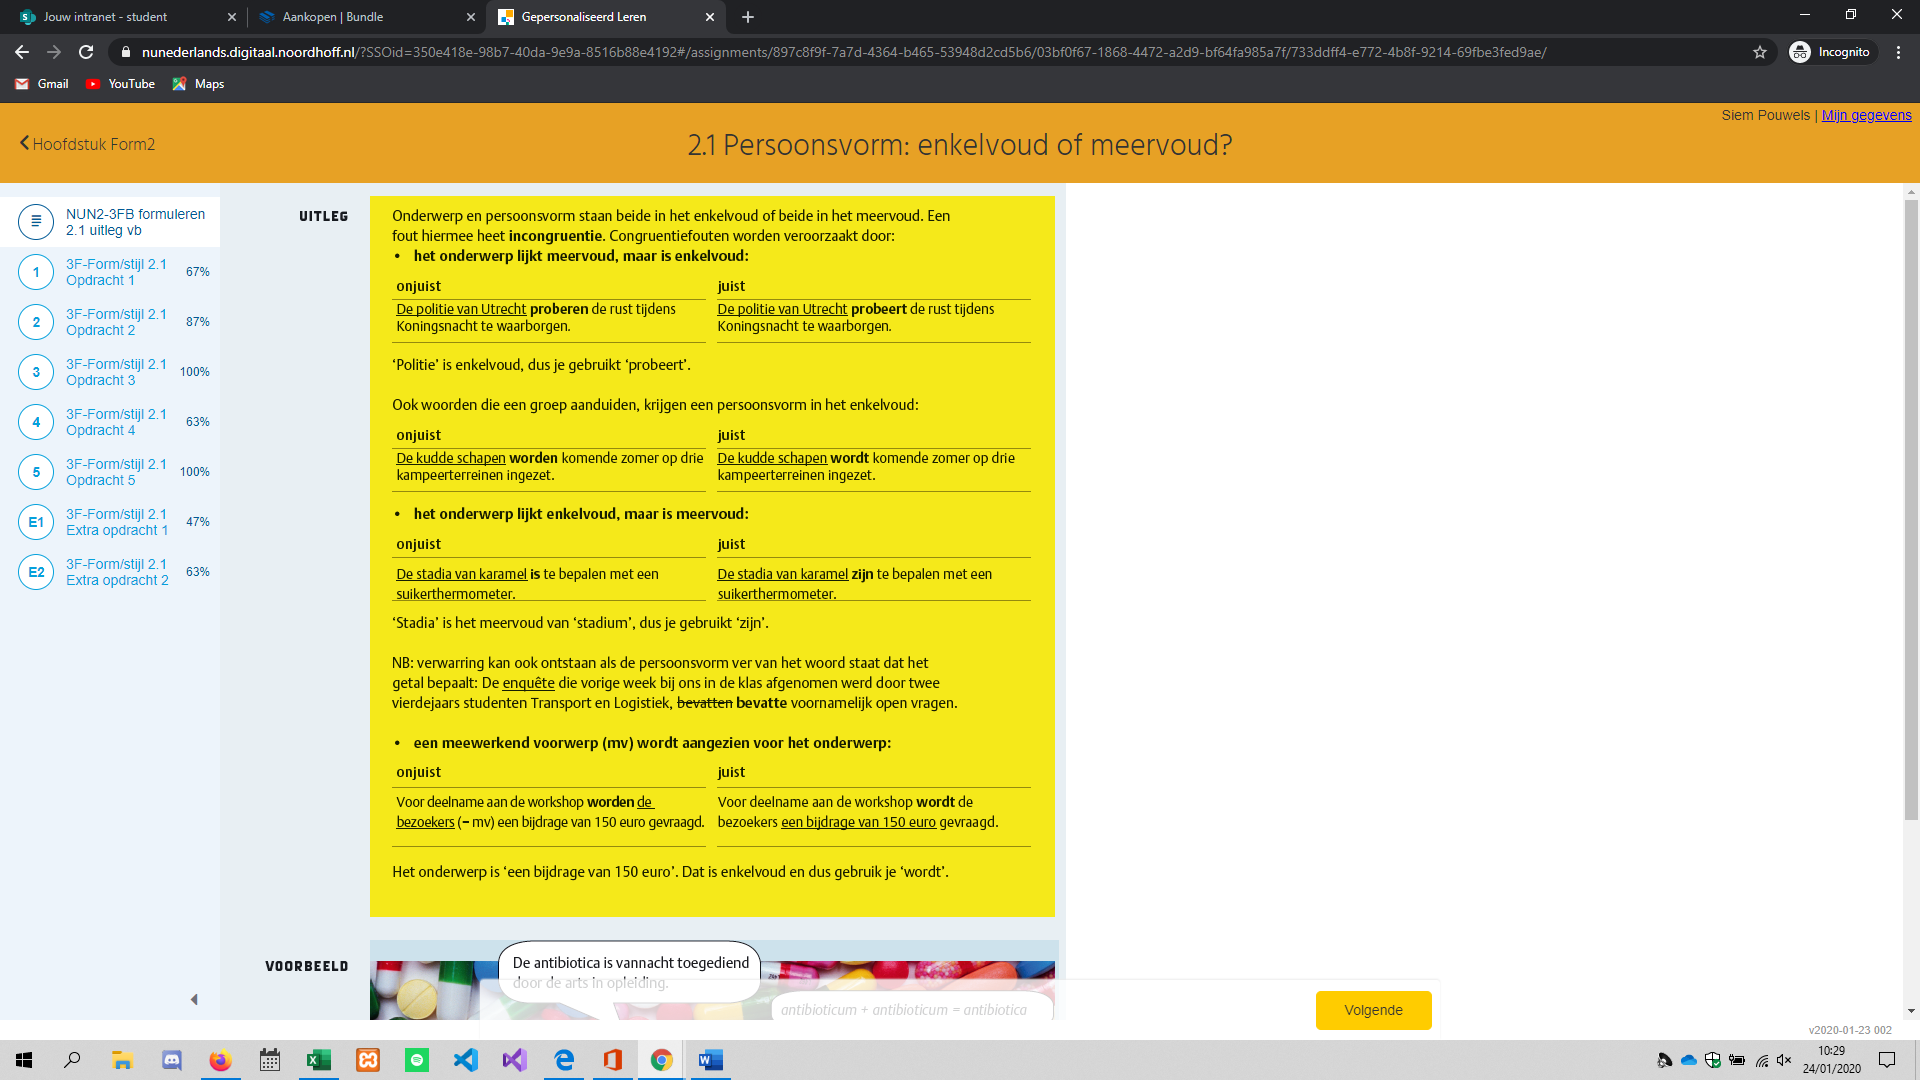 Jouw intranet - student
Aankopen | Bundle
Gepersonaliseerd Leren
nunederlands.digitaal.noordhoff.nl/?SSOid=350e418e-98b7-40da-9e9a-8516b88e4192#/assignments/897c8f9f-7a7d-4364-b465-53948d2cd5b6/03bf0f67-1868-4472-a2d9-bf64fa985a7f/733ddff4-e772-4b8f-9214-69fbe3fed9ae/
Incognito
Gmail
YouTube
Maps
Siem Pouwels | Mijn gegevens
Hoofdstuk Form2
2.1 Persoonsvorm: enkelvoud of meervoud?
NUN2-3FB formuleren
2.1 uitleg vb
1
3F-Form/stijl 2.1
Opdracht 1
67%
2
3F-Form/stijl 2.1
Opdracht 2
87%
3
3F-Form/stijl 2.1
Opdracht 3
100%
4
3F-Form/stijl 2.1
Opdracht 4
63%
5
3F-Form/stijl 2.1
Opdracht 5
100%
E1
3F-Form/stijl 2.1
Extra opdracht 1
47%
E2
3F-Form/stijl 2.1
Extra opdracht 2
63%
UITLEG
Onderwerp en persoonsvorm staan beide in het enkelvoud of beide in het meervoud. Een
fout hiermee heet incongruentie. Congruentiefouten worden veroorzaakt door:
• het onderwerp lijkt meervoud, maar is enkelvoud:
onjuist
De politie van Utrecht proberen de rust tijdens
Koningsnacht te waarborgen.
juist
De politie van Utrecht probeert de rust tijdens
Koningsnacht te waarborgen.
‘Politie’ is enkelvoud, dus je gebruikt ‘probeert’.
Ook woorden die een groep aanduiden, krijgen een persoonsvorm in het enkelvoud:
onjuist
De kudde schapen worden komende zomer op drie
kampeerterreinen ingezet.
juist
De kudde schapen wordt komende zomer op drie
kampeerterreinen ingezet.
• het onderwerp lijkt enkelvoud, maar is meervoud:
onjuist
De stadia van karamel is te bepalen met een
suikerthermometer.
juist
De stadia van karamel zijn te bepalen met een
suikerthermometer.
‘Stadia’ is het meervoud van ‘stadium’, dus je gebruikt ‘zijn’.
NB: verwarring kan ook ontstaan als de persoonsvorm ver van het woord staat dat het
getal bepaalt: De enquête die vorige week bij ons in de klas afgenomen werd door twee
vierdejaars studenten Transport en Logistiek, bevatten bevatte voornamelijk open vragen.
• een meewerkend voorwerp (mv) wordt aangezien voor het onderwerp:
onjuist
Voor deelname aan de workshop worden de
bezoekers (= mv) een bijdrage van 150 euro gevraagd.
juist
Voor deelname aan de workshop wordt de
bezoekers een bijdrage van 150 euro gevraagd.
Het onderwerp is ‘een bijdrage van 150 euro’. Dat is enkelvoud en dus gebruik je ‘wordt’.
VOORBEELD
De antibiotica is vannacht toegediend
door de arts in opleiding.
antibioticum + antibioticum = antibiotica
Volgende
v2020-01-23 002
10:29
24/01/2020